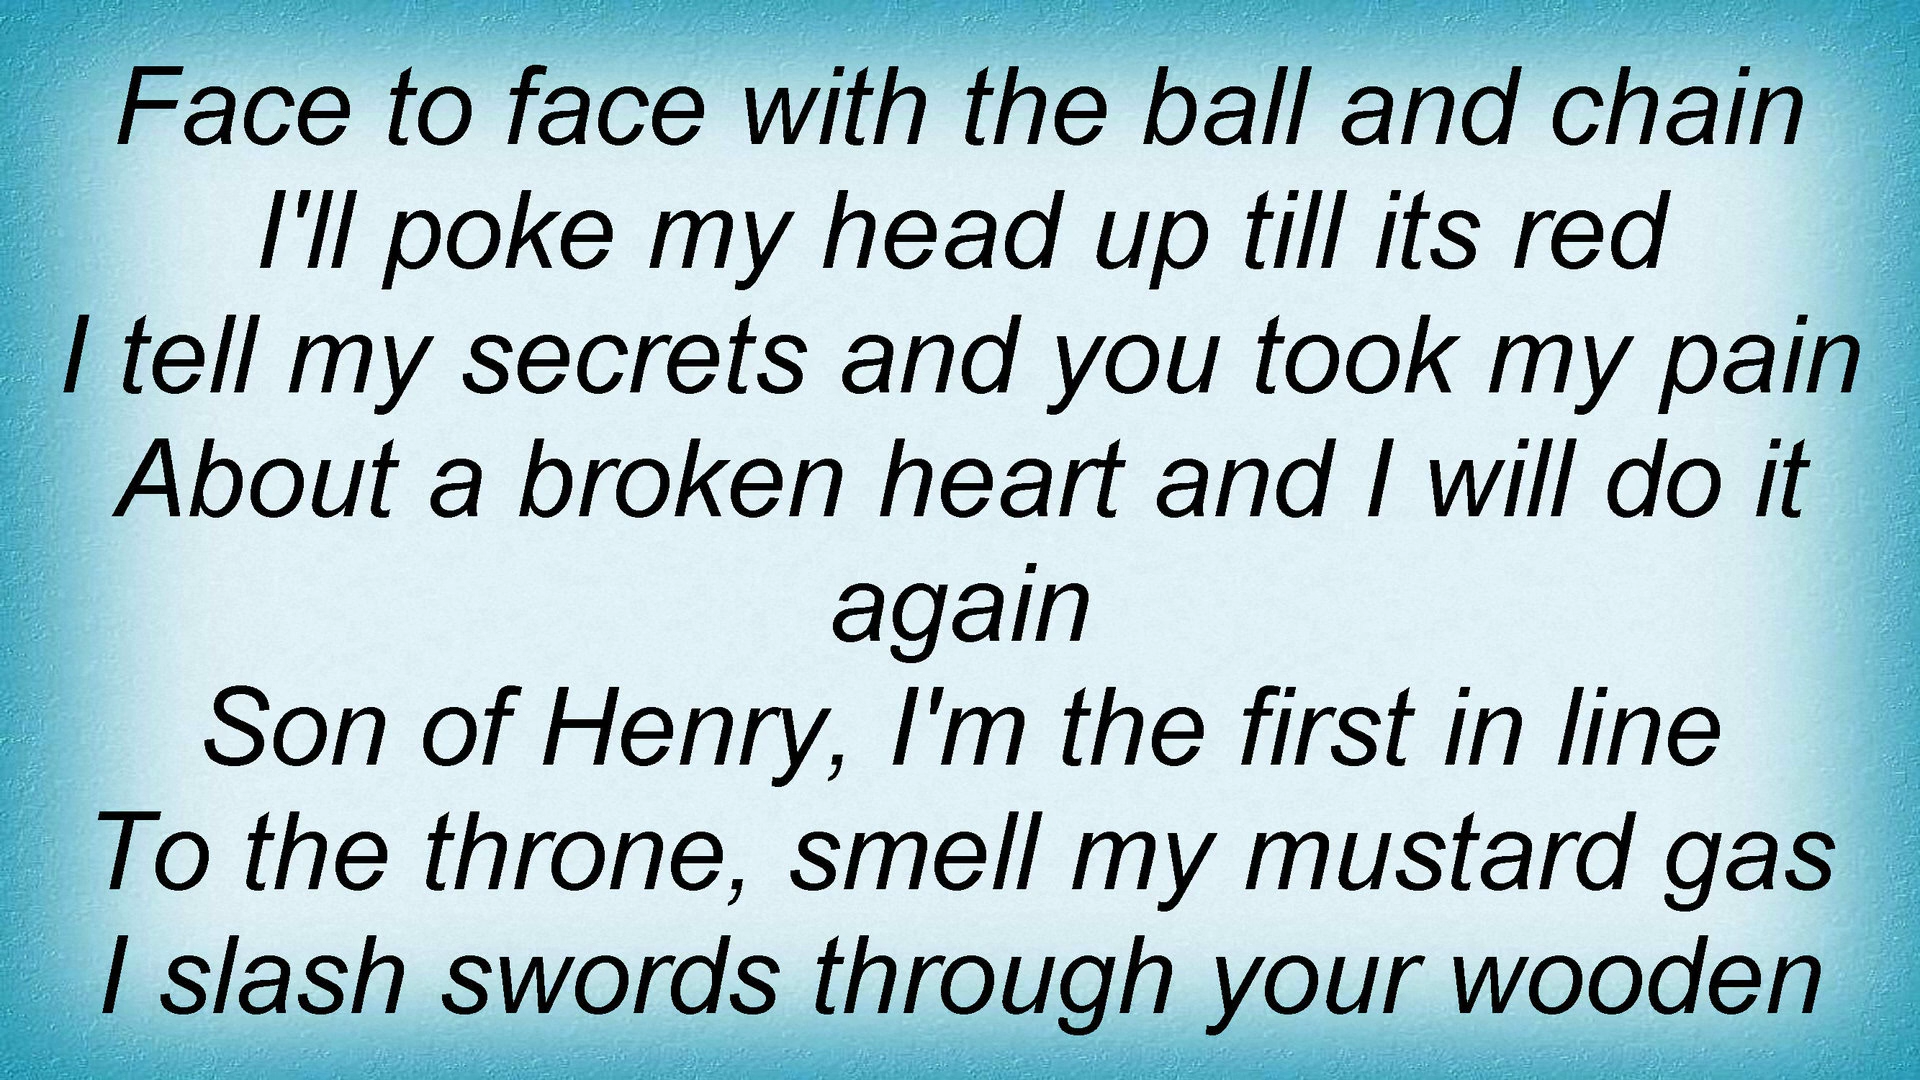 Face to face with the ball and chain
I'll poke my head up till its red
I tell my secrets and you took my pain
About a broken heart and I will do it
again
Son of Henry, I'm the first in line
To the throne, smell my mustard gas
I slash swords through your wooden